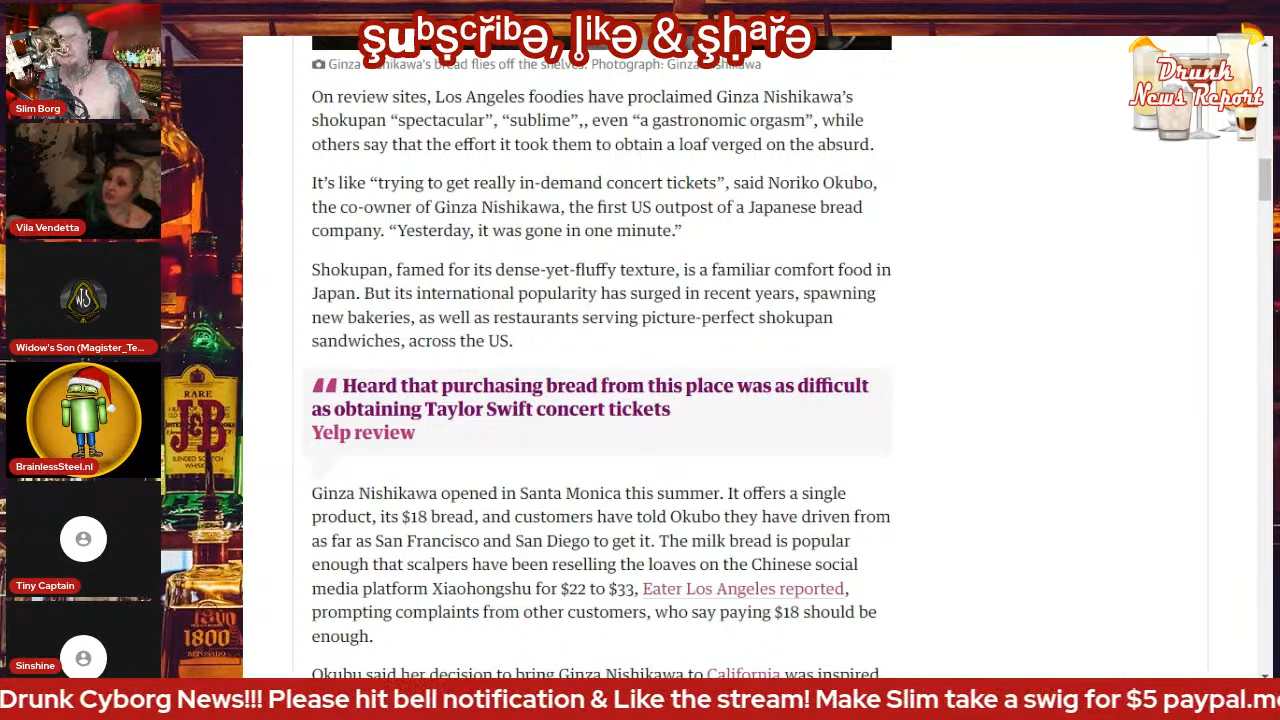 şuᵇşᶜřⁱᵇə, ļⁱᵏə & şḥᵃřə
Drunk
News Report
Slim Borg
Vila Vendetta
WS
Widow's Son (Magister_Te...
BrainlessSteel.nl
Tiny Captain
Sinshine
RARE
J&B
BLENDED SCOTCH
WHISKY
1800
1800
REPOSADO
Ginza Nishikawa's bread flies off the shelves. Photograph: Ginza Nishikawa
On review sites, Los Angeles foodies have proclaimed Ginza Nishikawa’s
shokupan “spectacular”, “sublime”,, even “a gastronomic orgasm”, while
others say that the effort it took them to obtain a loaf verged on the absurd.
It’s like “trying to get really in-demand concert tickets”, said Noriko Okubo,
the co-owner of Ginza Nishikawa, the first US outpost of a Japanese bread
company. “Yesterday, it was gone in one minute.”
Shokupan, famed for its dense-yet-fluffy texture, is a familiar comfort food in
Japan. But its international popularity has surged in recent years, spawning
new bakeries, as well as restaurants serving picture-perfect shokupan
sandwiches, across the US.
“ Heard that purchasing bread from this place was as difficult
as obtaining Taylor Swift concert tickets
Yelp review
Ginza Nishikawa opened in Santa Monica this summer. It offers a single
product, its $18 bread, and customers have told Okubo they have driven from
as far as San Francisco and San Diego to get it. The milk bread is popular
enough that scalpers have been reselling the loaves on the Chinese social
media platform Xiaohongshu for $22 to $33, Eater Los Angeles reported,
prompting complaints from other customers, who say paying $18 should be
enough.
Okubu said her decision to bring Ginza Nishikawa to California was inspired
Drunk Cyborg News!!! Please hit bell notification & Like the stream! Make Slim take a swig for $5 paypal.m